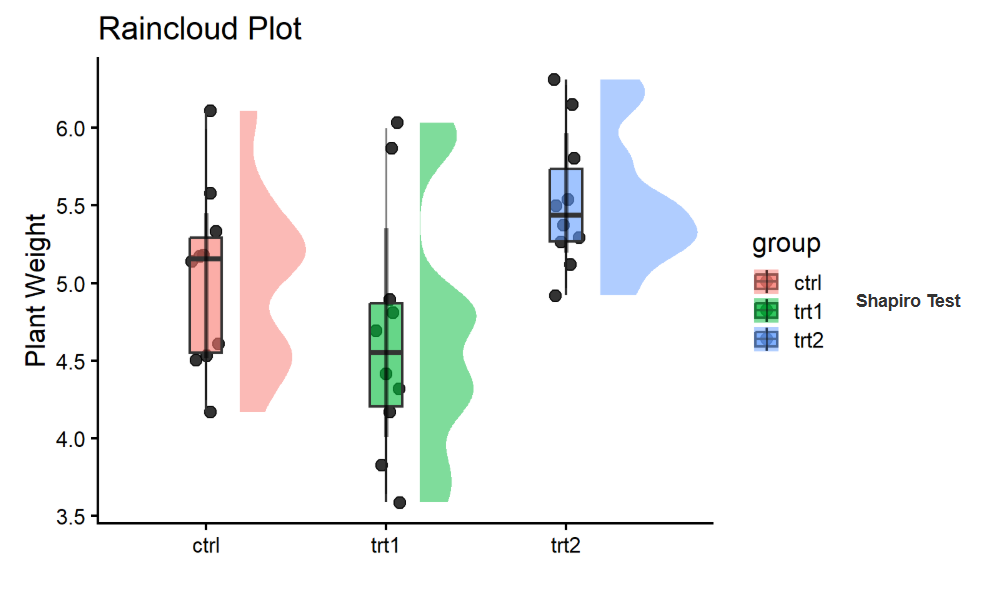 Raincloud Plot
Plant Weight
6.0
5.5
5.0
4.5
4.0
3.5
ctrl
trt1
trt2
group
ctrl
trt1
trt2
Shapiro Test